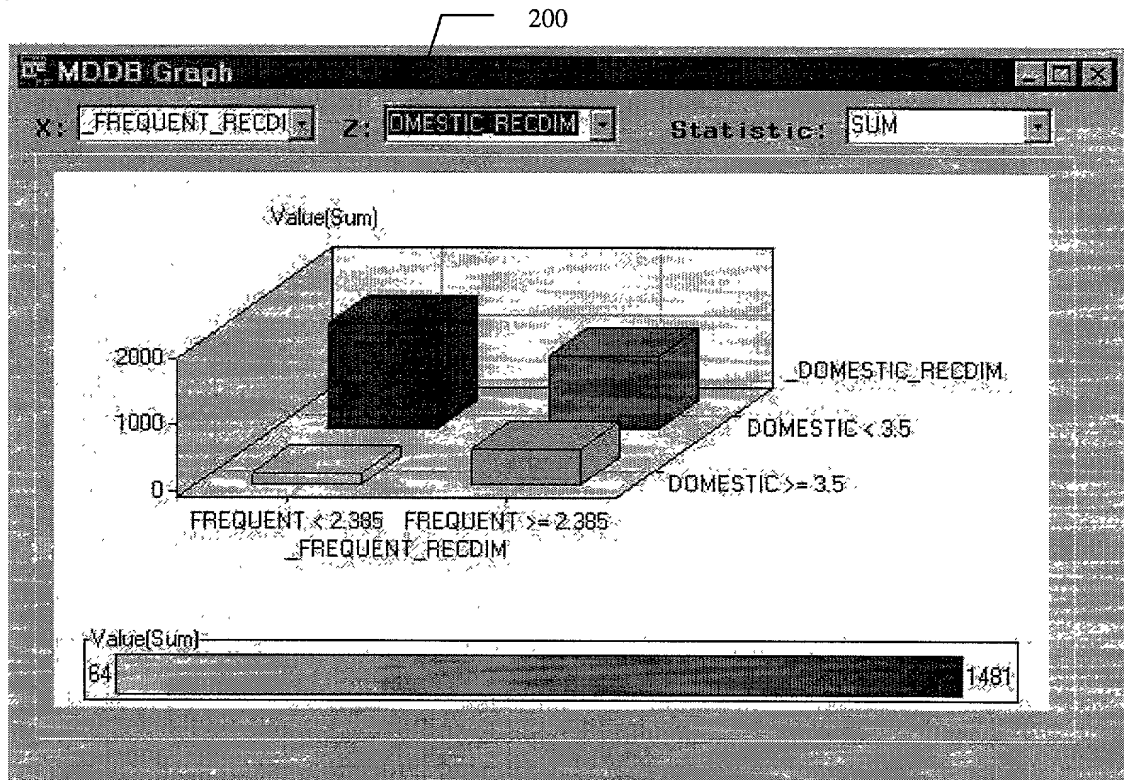 200
MDDB Graph
X: _FREQUENT_RECDI Z: OMESTIC_RECDIM Statistic: SUM
Value(Sum)
2000
1000
0
_DOMESTIC_RECDIM
DOMESTIC < 3.5
DOMESTIC >= 3.5
FREQUENT < 2.385 FREQUENT >= 2.385
_FREQUENT_RECDIM
Value(Sum)
64 1481